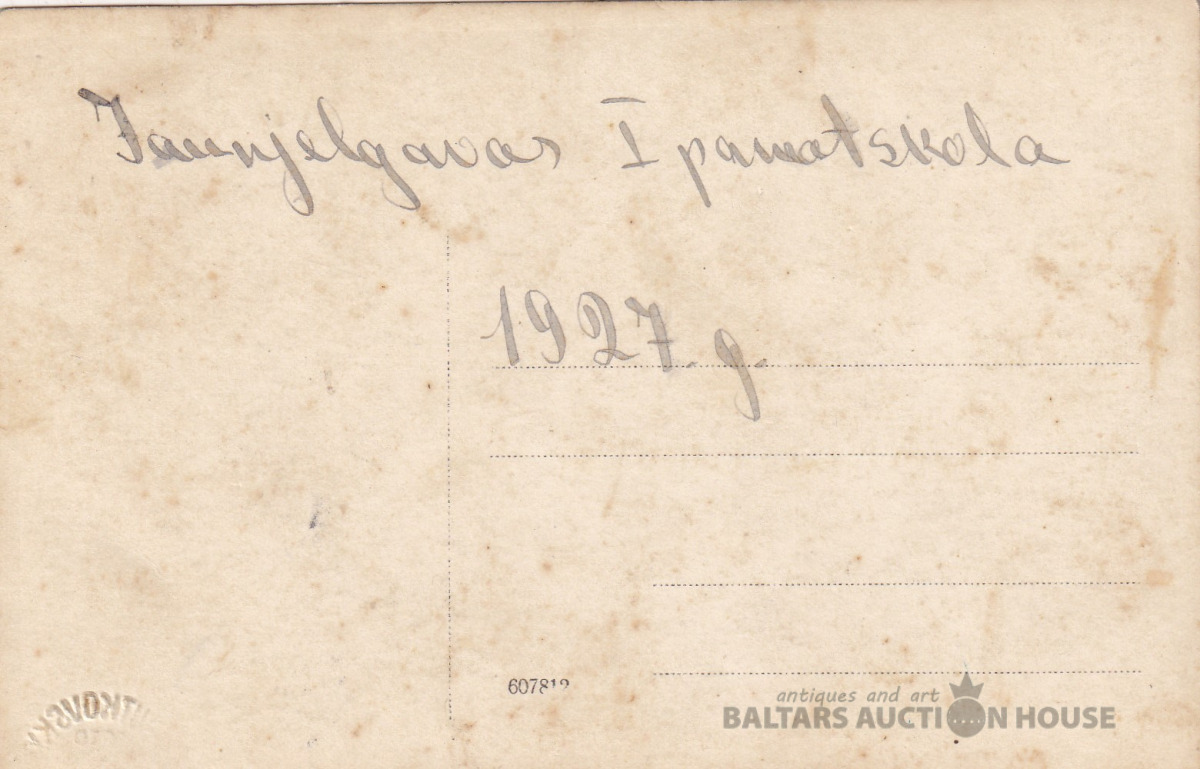 Jaunjelgavas I pamatskola
1927. g.
607812
antiques and art
BALTARS AUCTION HOUSE